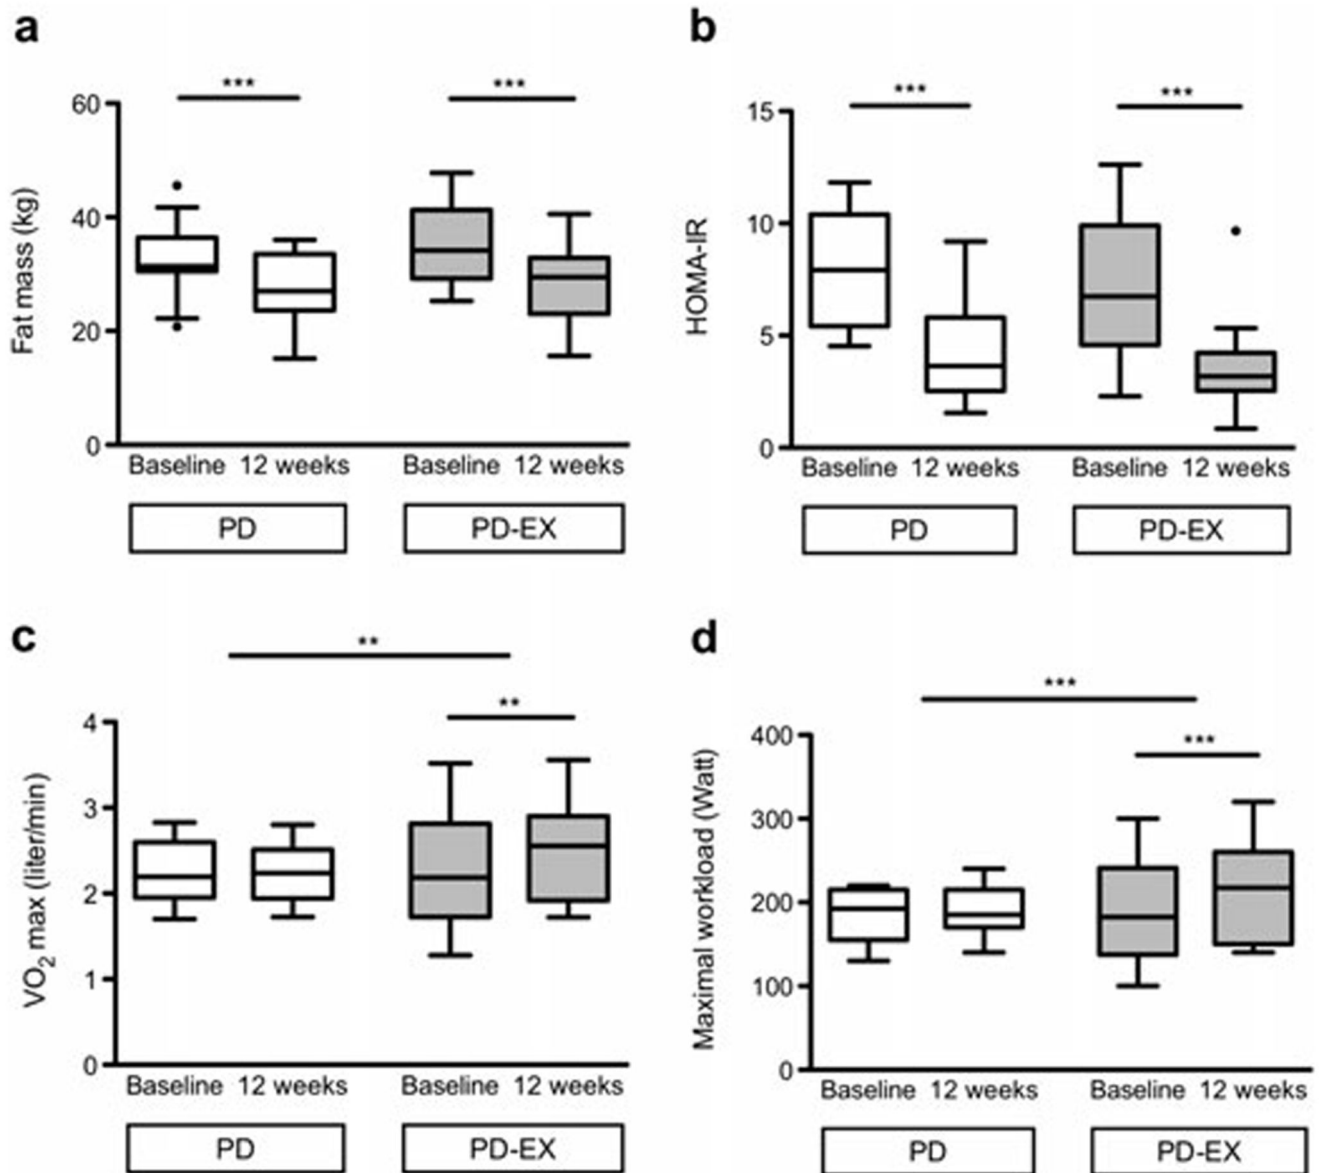 a
***
***
Fat mass (kg)
60
40
20
0
Baseline 12 weeks Baseline 12 weeks
PD PD-EX
b
***
***
HOMA-IR
15
10
5
0
Baseline 12 weeks Baseline 12 weeks
PD PD-EX
c
**
**
VO2 max (liter/min)
4
3
2
1
0
Baseline 12 weeks Baseline 12 weeks
PD PD-EX
d
***
***
Maximal workload (Watt)
400
300
200
100
0
Baseline 12 weeks Baseline 12 weeks
PD PD-EX